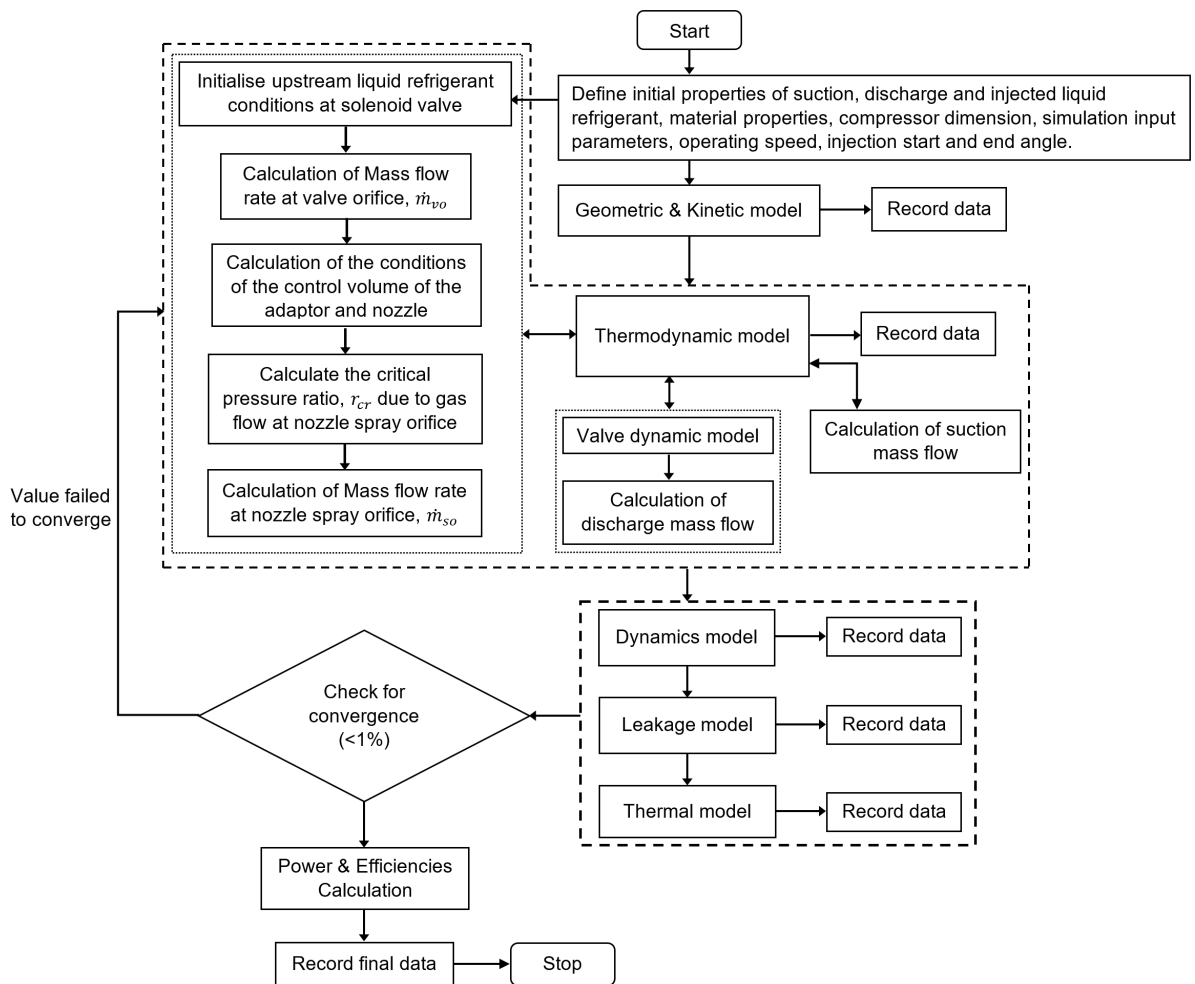 Start
Define initial properties of suction, discharge and injected liquid
refrigerant, material properties, compressor dimension, simulation input
parameters, operating speed, injection start and end angle.
Initialise upstream liquid refrigerant
conditions at solenoid valve
Calculation of Mass flow
rate at valve orifice, ṁ_vo
Calculation of the conditions
of the control volume of the
adaptor and nozzle
Calculate the critical
pressure ratio, r_cr due to gas
flow at nozzle spray orifice
Calculation of Mass flow rate
at nozzle spray orifice, ṁ_so
Geometric & Kinetic model
Record data
Thermodynamic model
Record data
Valve dynamic model
Calculation of
discharge mass flow
Calculation of suction
mass flow
Dynamics model
Record data
Leakage model
Record data
Thermal model
Record data
Check for
convergence
(<1%)
Value failed
to converge
Power & Efficiencies
Calculation
Record final data
Stop